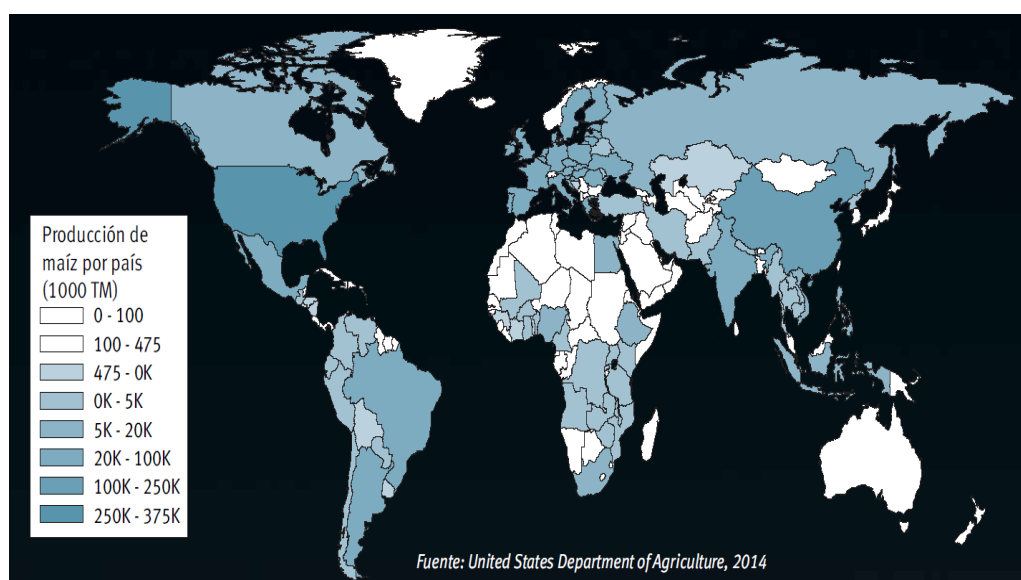 Producción de
maíz por país
(1000 TM)
0 - 100
100 - 475
475 - 0K
0K - 5K
5K - 20K
20K - 100K
100K - 250K
250K - 375K
Fuente: United States Department of Agriculture, 2014